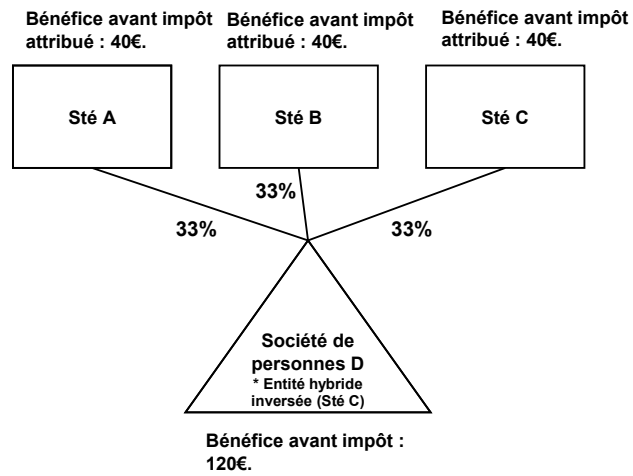 Bénéfice avant impôt
attribué : 40€.
Bénéfice avant impôt
attribué : 40€.
Bénéfice avant impôt
attribué : 40€.
Sté A
Sté B
Sté C
33%
33%
33%
Société de
personnes D
* Entité hybride
inversée (Sté C)
Bénéfice avant impôt :
120€.